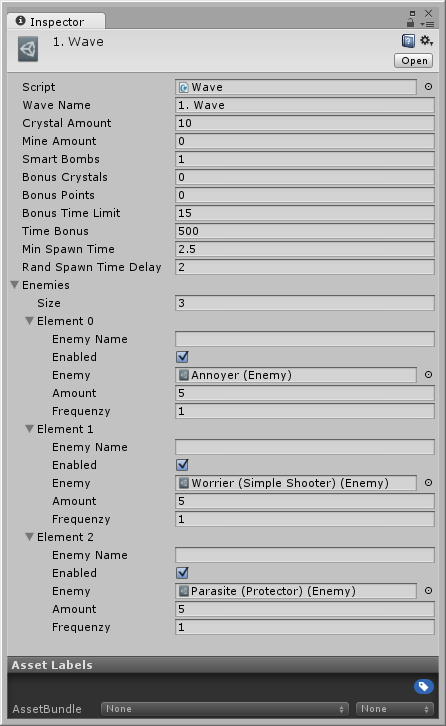 Inspector
1. Wave
Open
Script Wave
Wave Name 1. Wave
Crystal Amount 10
Mine Amount 0
Smart Bombs 1
Bonus Crystals 0
Bonus Points 0
Bonus Time Limit 15
Time Bonus 500
Min Spawn Time 2.5
Rand Spawn Time Delay 2
Enemies
Size 3
Element 0
Enemy Name
Enabled
Enemy Annoyer (Enemy)
Amount 5
Frequenzy 1
Element 1
Enemy Name
Enabled
Enemy Worrier (Simple Shooter) (Enemy)
Amount 5
Frequenzy 1
Element 2
Enemy Name
Enabled
Enemy Parasite (Protector) (Enemy)
Amount 5
Frequenzy 1
Asset Labels
AssetBundle None None